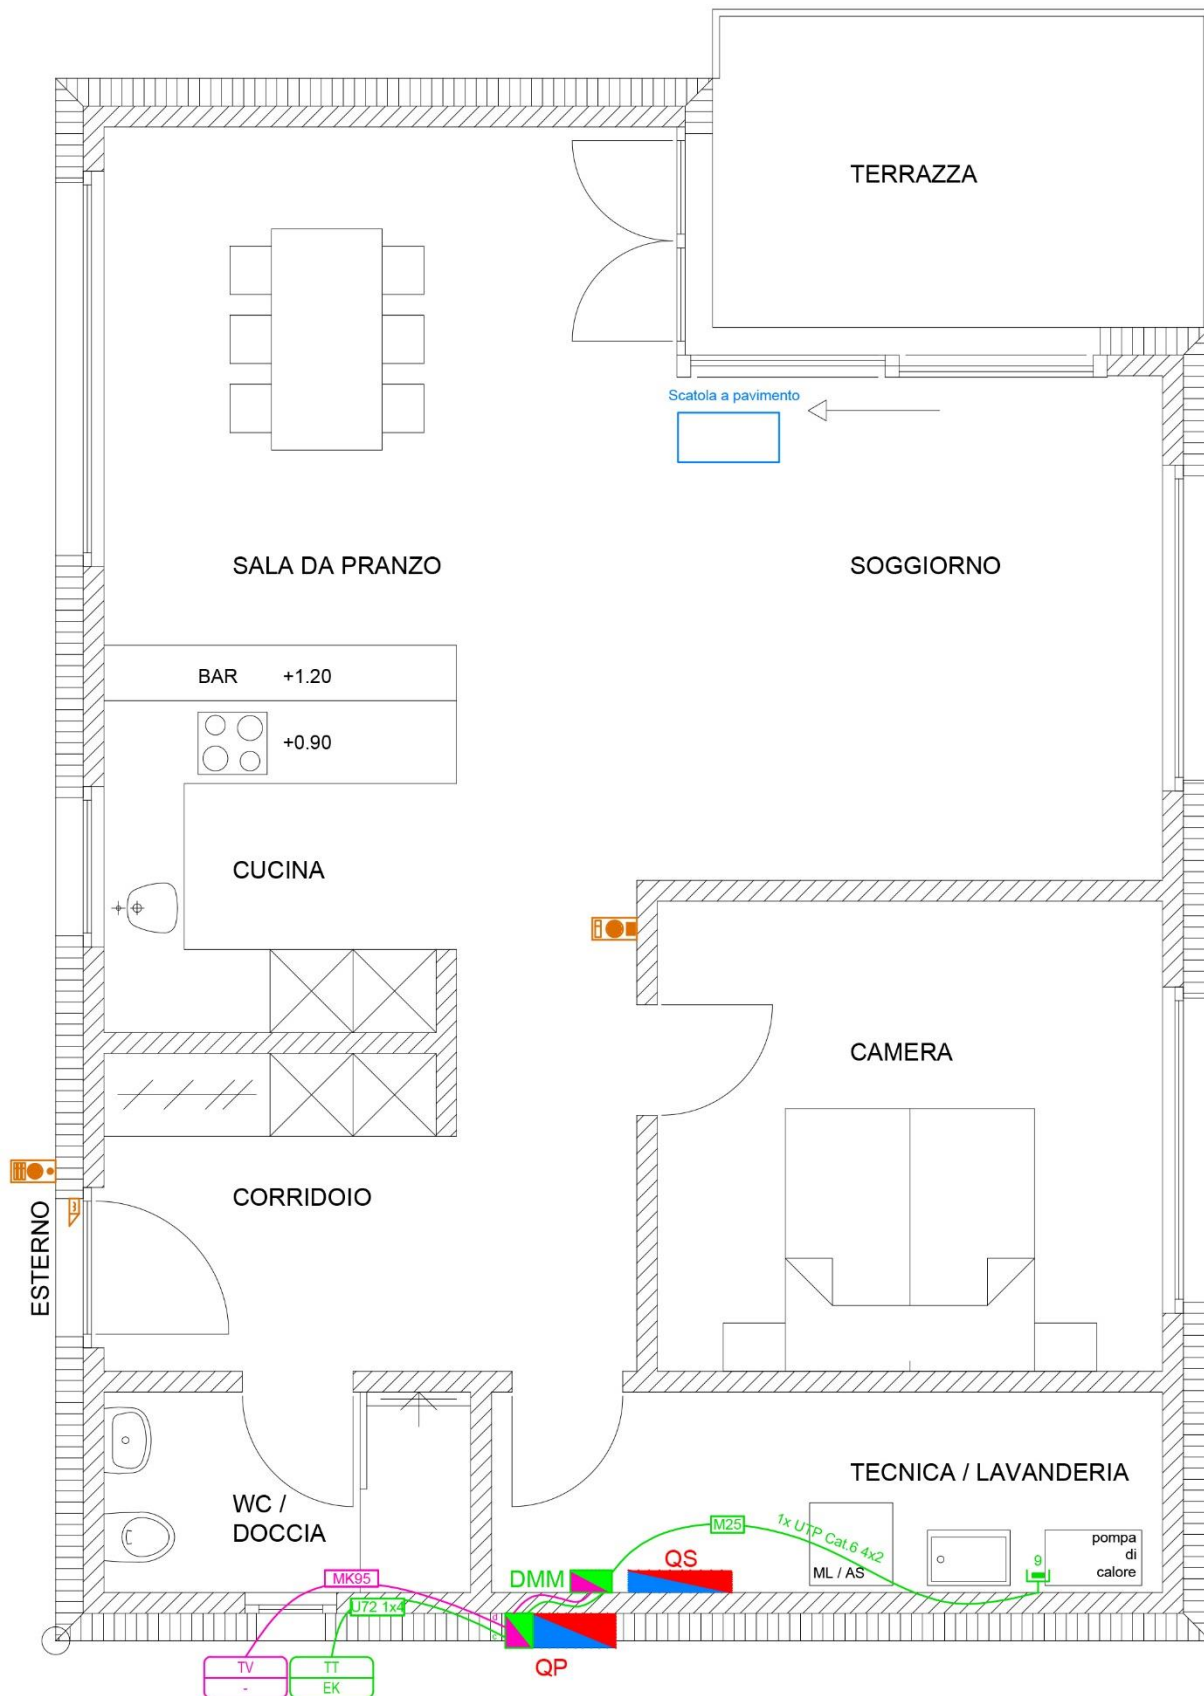 TERRAZZA
Scatola a pavimento
SALA DA PRANZO
SOGGIORNO
BAR +1.20
+0.90
CUCINA
CAMERA
CORRIDOIO
ESTERNO
TECNICA / LAVANDERIA
WC /
DOCCIA
M25
1x UTP Cat.6 4x2
pompa
di
calore
9
ML / AS
QS
DMM
MK95
U72 1x4
QP
TV
-
TT
EK